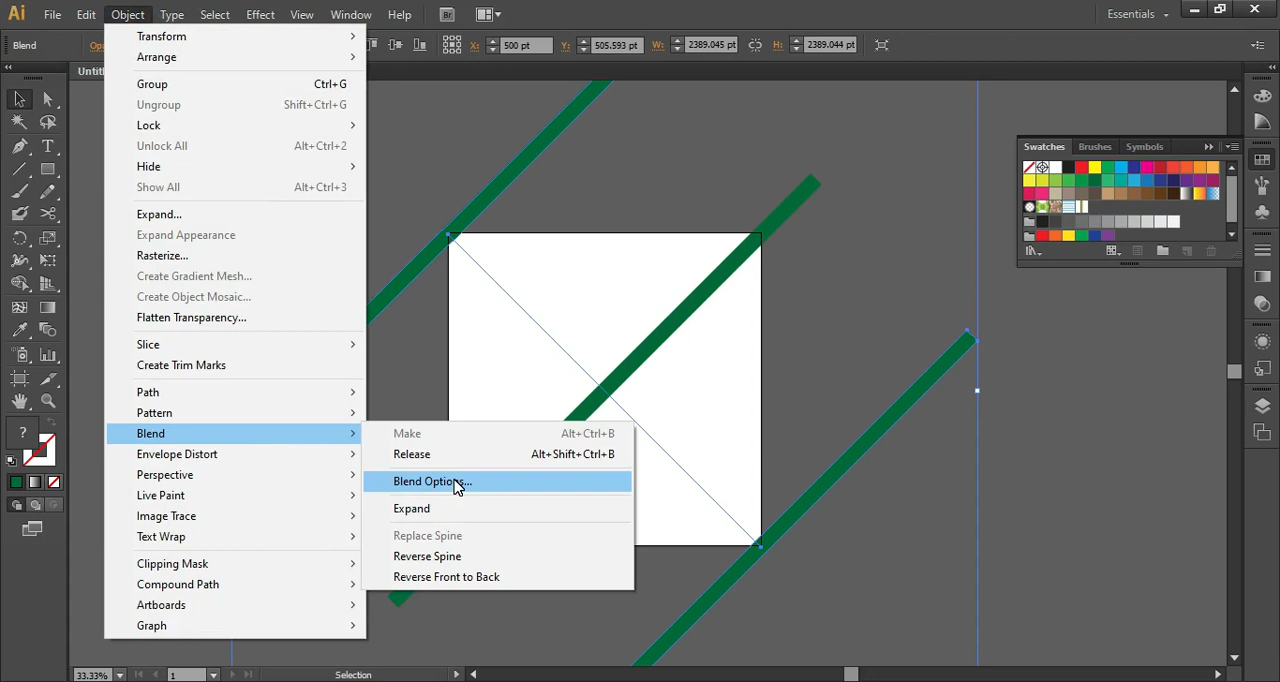 Ai File Edit Object Type Select Effect View Window Help Br Essentials
Blend X: 500 pt Y: 505.593 pt W: 2389.045 pt H: 2389.044 pt
Transform
Arrange
Group Ctrl+G
Ungroup Shift+Ctrl+G
Lock
Unlock All Alt+Ctrl+2
Hide
Show All Alt+Ctrl+3
Expand...
Expand Appearance
Rasterize...
Create Gradient Mesh...
Create Object Mosaic...
Flatten Transparency...
Slice
Create Trim Marks
Path
Pattern
Blend
Envelope Distort
Perspective
Live Paint
Image Trace
Text Wrap
Clipping Mask
Compound Path
Artboards
Graph
Make Alt+Ctrl+B
Release Alt+Shift+Ctrl+B
Blend Options...
Expand
Replace Spine
Reverse Spine
Reverse Front to Back
Swatches Brushes Symbols
?
33.33% 1 Selection